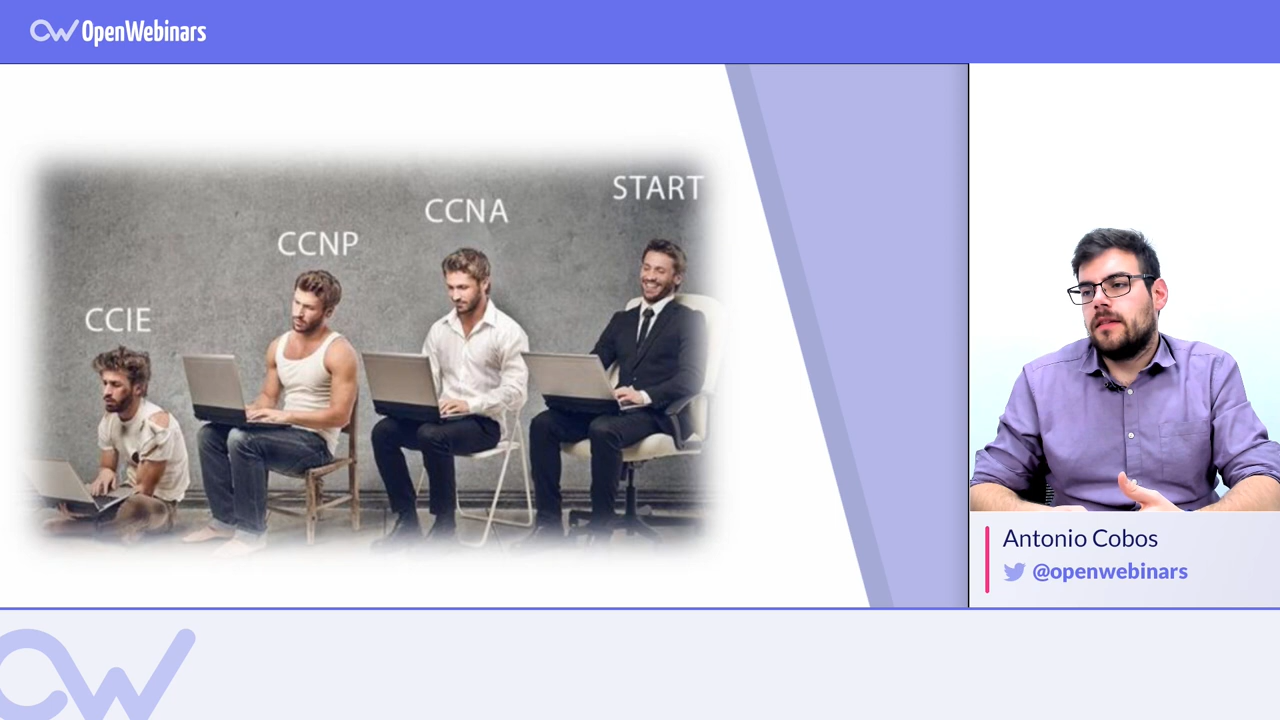 OpenWebinars
START
CCNA
CCNP
CCIE
Antonio Cobos
@openwebinars